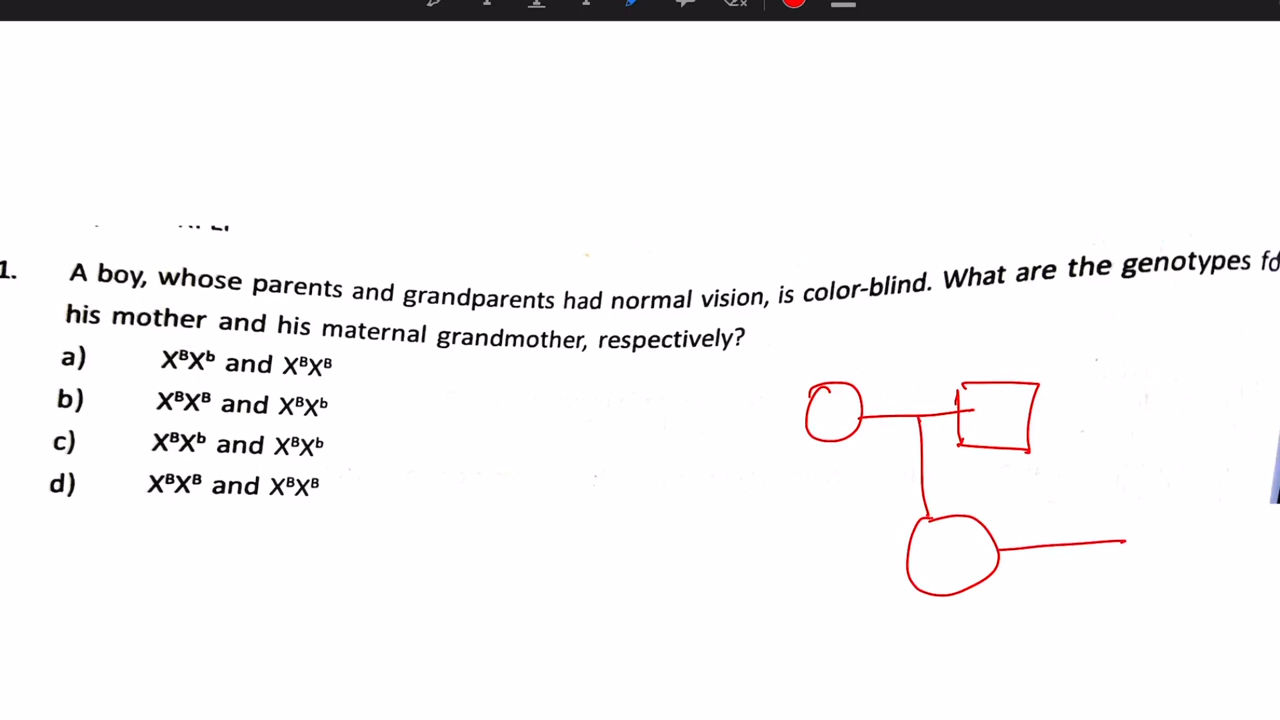 1. A boy, whose parents and grandparents had normal vision, is color-blind. What are the genotypes
his mother and his maternal grandmother, respectively?
a) XᴮXᵇ and XᴮXᴮ
b) XᴮXᴮ and XᴮXᵇ
c) XᴮXᵇ and XᴮXᵇ
d) XᴮXᴮ and XᴮXᴮ